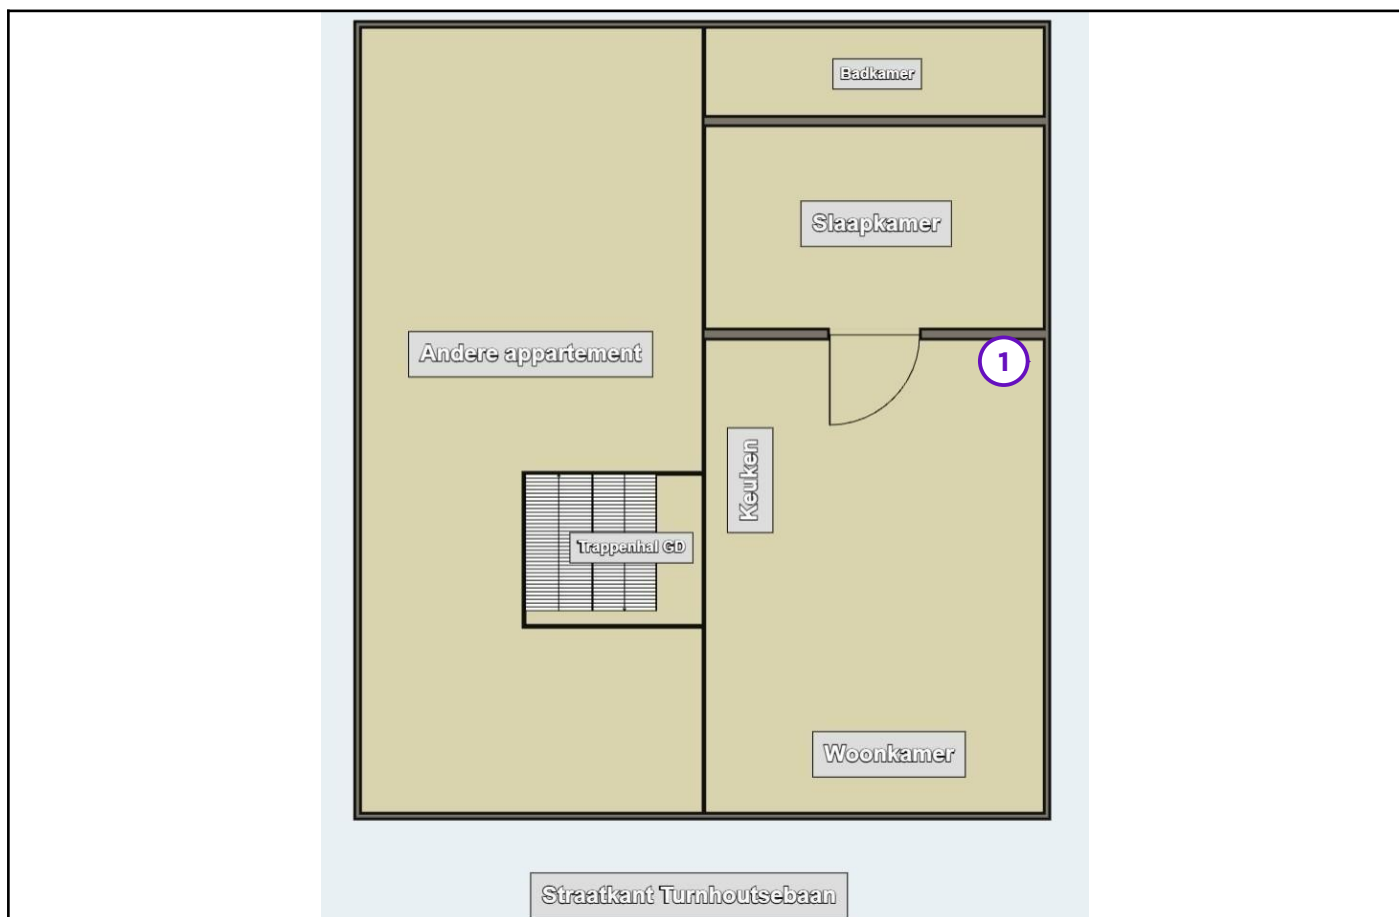 Badkamer
Slaapkamer
Andere appartement
1
Keuken
Trappenhal GD
Woonkamer
Straatkant Turnhoutsebaan